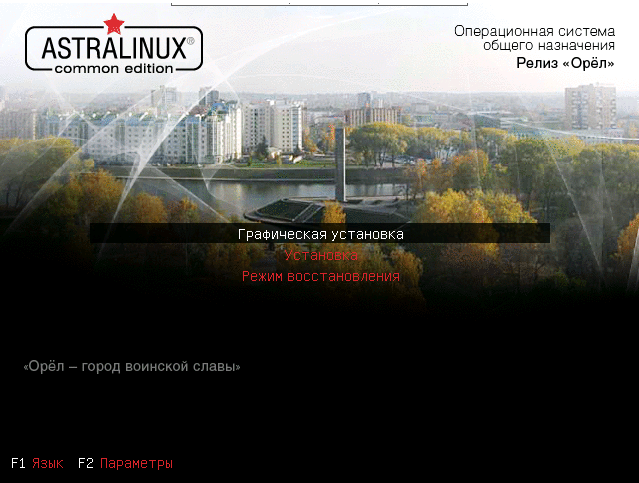 ASTRALINUX®
common edition
Операционная система
общего назначения
Релиз «Орёл»
Графическая установка
Установка
Режим восстановления
«Орёл – город воинской славы»
F1 Язык F2 Параметры